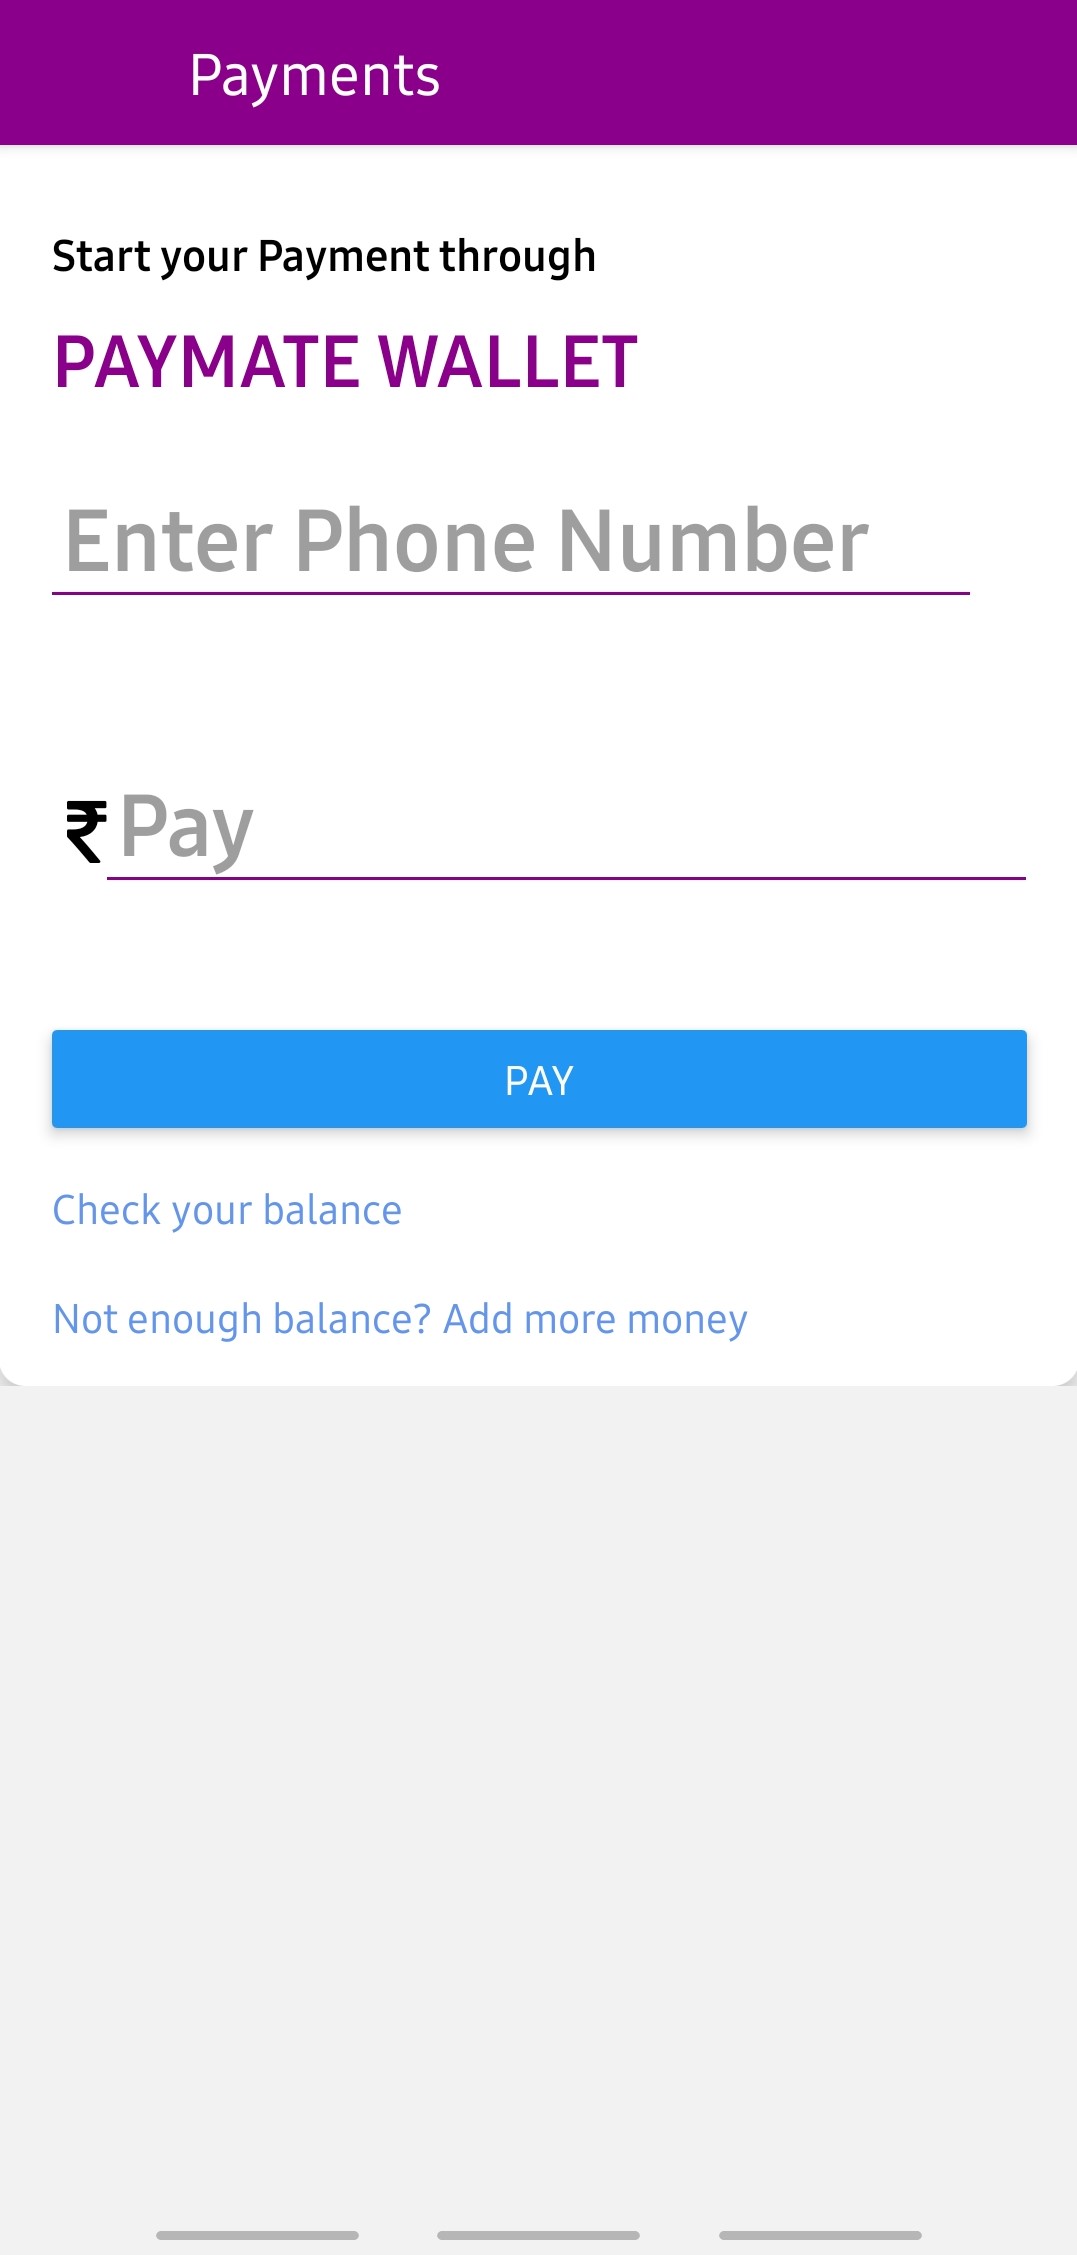 Payments
Start your Payment through
PAYMATE WALLET
Enter Phone Number
₹ Pay
PAY
Check your balance
Not enough balance? Add more money